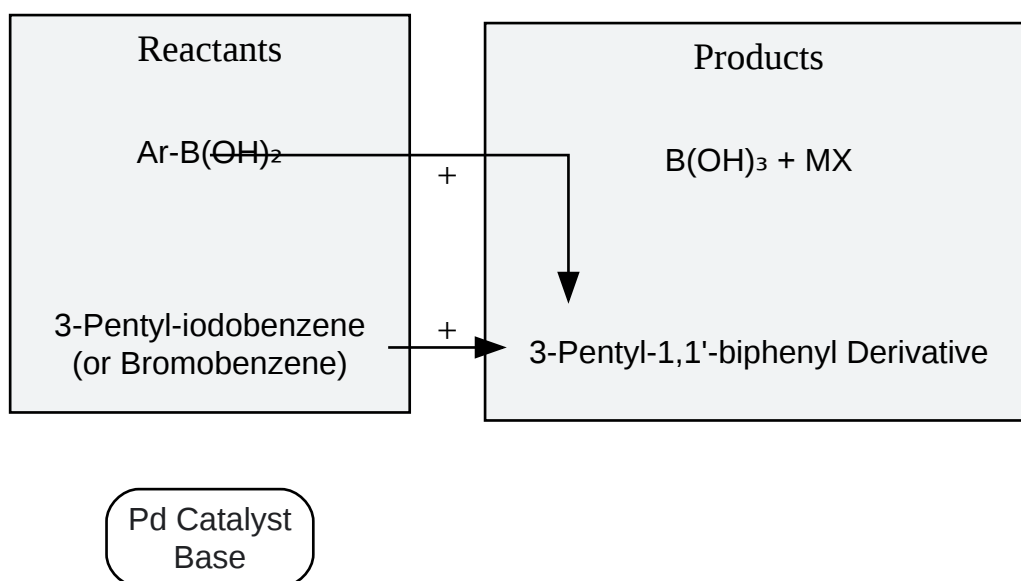 Reactants
Products
Ar-B(OH)₂
+
B(OH)₃ + MX
3-Pentyl-iodobenzene
(or Bromobenzene)
+
3-Pentyl-1,1'-biphenyl Derivative
Pd Catalyst
Base